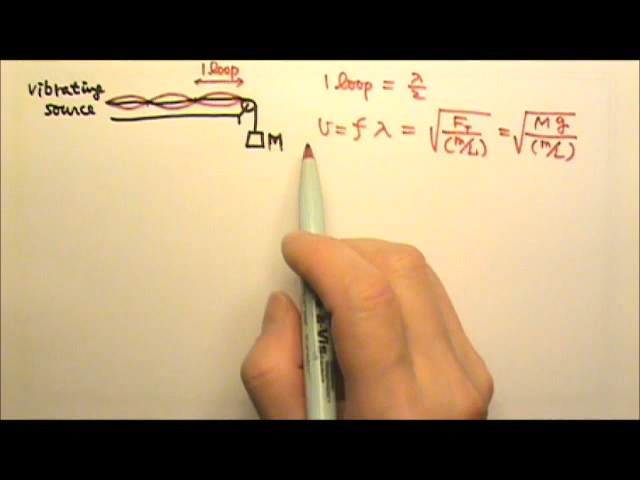 1 loop
vibrating
source
M
1 loop = λ/2
v = f λ = √(F_T/(m/L)) = √(Mg/(m/L))